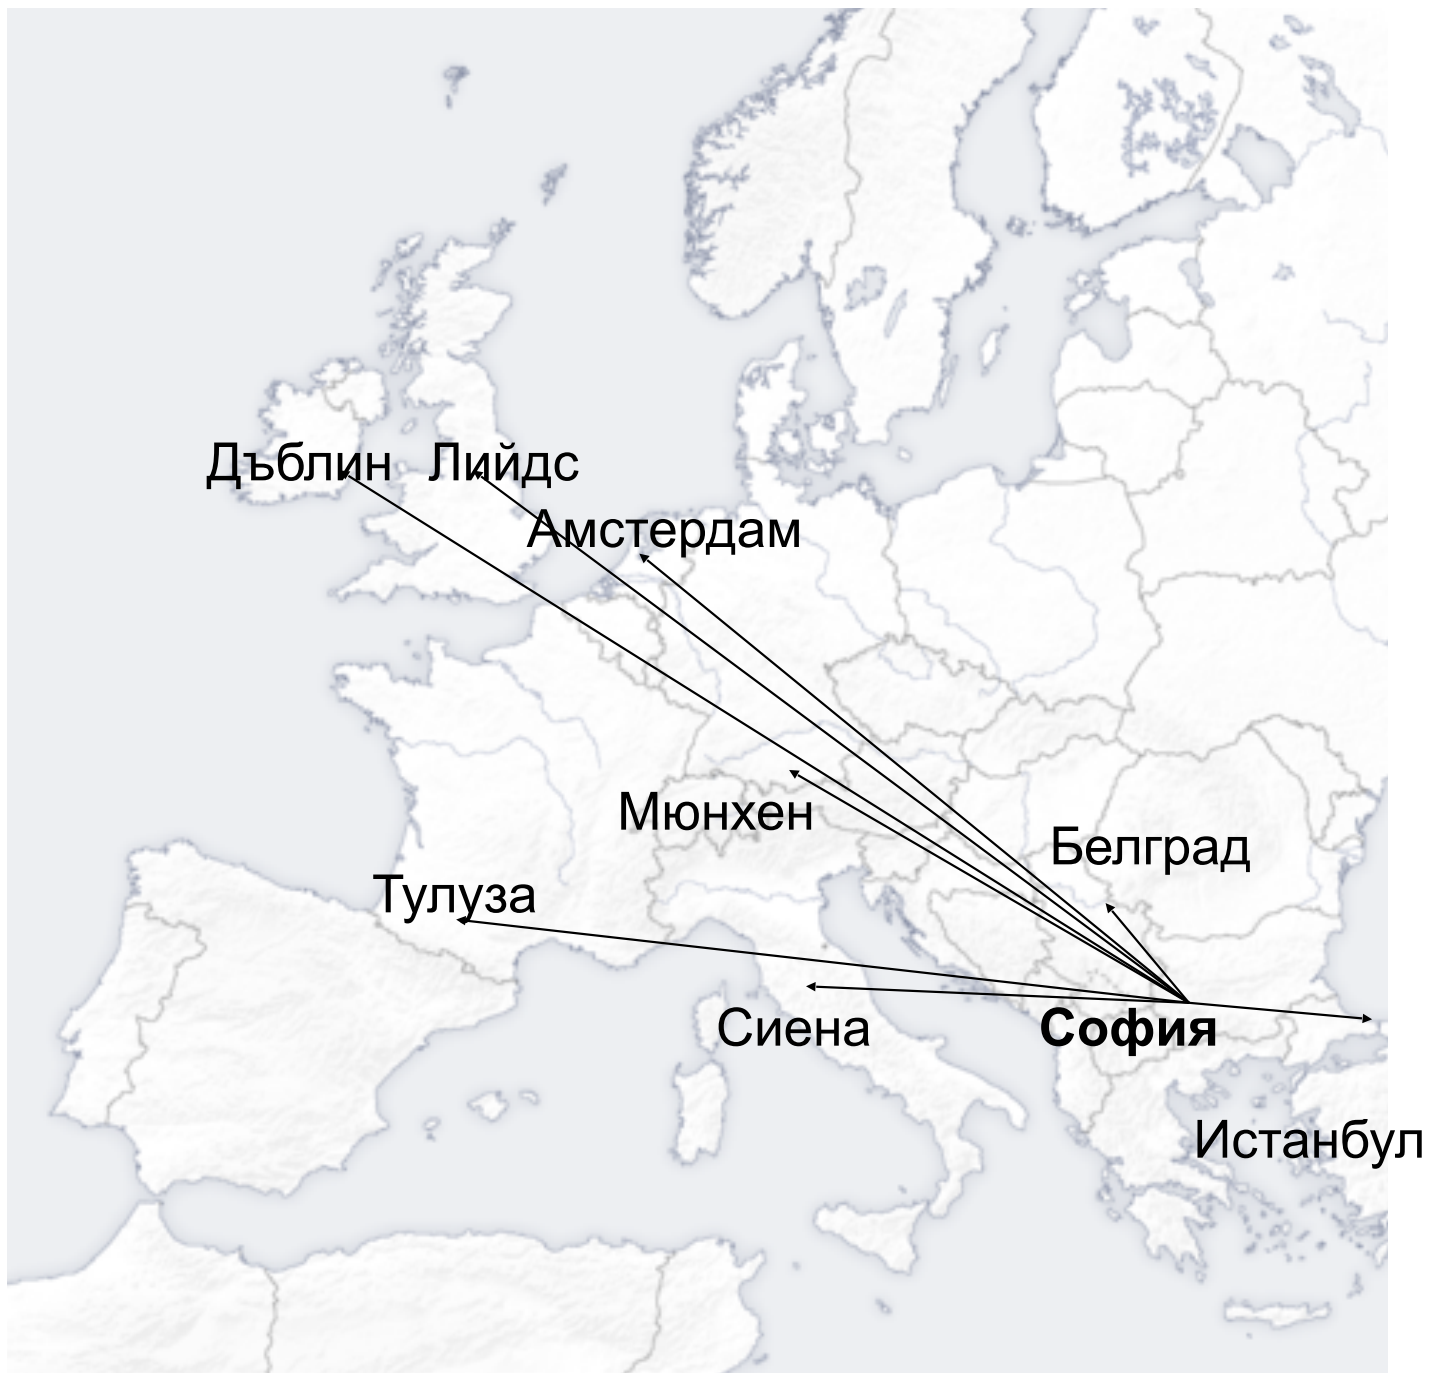 Дъблин
Лийдс
Амстердам
Мюнхен
Белград
Тулуза
Сиена
София
Истанбул